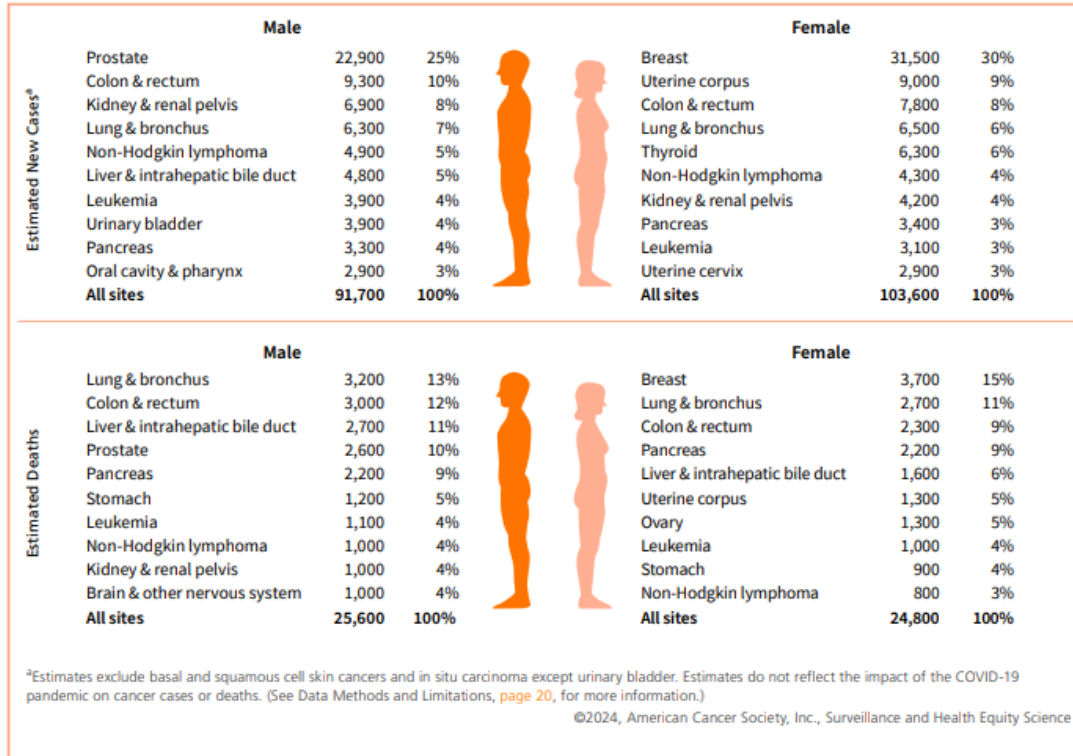 Estimated New Casesᵃ
Male
Prostate 22,900 25%
Colon & rectum 9,300 10%
Kidney & renal pelvis 6,900 8%
Lung & bronchus 6,300 7%
Non-Hodgkin lymphoma 4,900 5%
Liver & intrahepatic bile duct 4,800 5%
Leukemia 3,900 4%
Urinary bladder 3,900 4%
Pancreas 3,300 4%
Oral cavity & pharynx 2,900 3%
All sites 91,700 100%
Female
Breast 31,500 30%
Uterine corpus 9,000 9%
Colon & rectum 7,800 8%
Lung & bronchus 6,500 6%
Thyroid 6,300 6%
Non-Hodgkin lymphoma 4,300 4%
Kidney & renal pelvis 4,200 4%
Pancreas 3,400 3%
Leukemia 3,100 3%
Uterine cervix 2,900 3%
All sites 103,600 100%
Estimated Deaths
Male
Lung & bronchus 3,200 13%
Colon & rectum 3,000 12%
Liver & intrahepatic bile duct 2,700 11%
Prostate 2,600 10%
Pancreas 2,200 9%
Stomach 1,200 5%
Leukemia 1,100 4%
Non-Hodgkin lymphoma 1,000 4%
Kidney & renal pelvis 1,000 4%
Brain & other nervous system 1,000 4%
All sites 25,600 100%
Female
Breast 3,700 15%
Lung & bronchus 2,700 11%
Colon & rectum 2,300 9%
Pancreas 2,200 9%
Liver & intrahepatic bile duct 1,600 6%
Uterine corpus 1,300 5%
Ovary 1,300 5%
Leukemia 1,000 4%
Stomach 900 4%
Non-Hodgkin lymphoma 800 3%
All sites 24,800 100%
ᵃEstimates exclude basal and squamous cell skin cancers and in situ carcinoma except urinary bladder. Estimates do not reflect the impact of the COVID-19
pandemic on cancer cases or deaths. (See Data Methods and Limitations, page 20, for more information.)
©2024, American Cancer Society, Inc., Surveillance and Health Equity Science